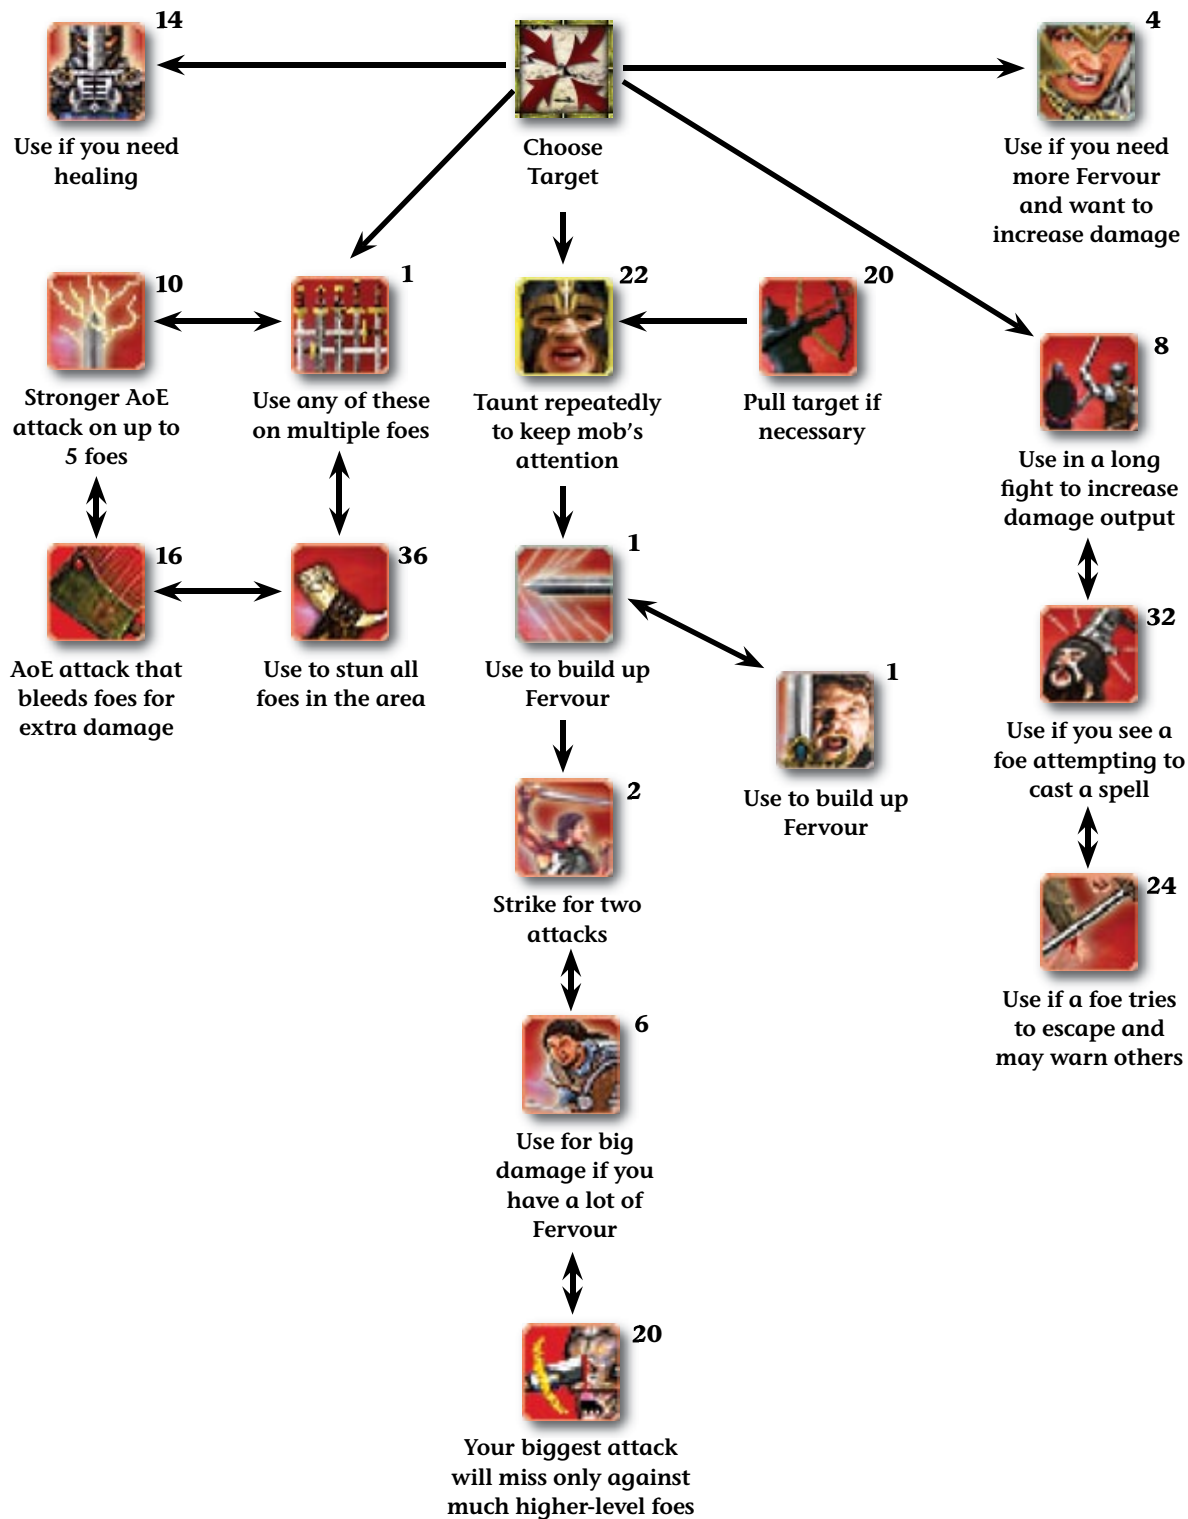 14
Use if you need
healing
Choose
Target
4
Use if you need
more Fervour
and want to
increase damage
10
Stronger AoE
attack on up to
5 foes
1
Use any of these
on multiple foes
22
Taunt repeatedly
to keep mob's
attention
20
Pull target if
necessary
8
Use in a long
fight to increase
damage output
16
AoE attack that
bleeds foes for
extra damage
36
Use to stun all
foes in the area
1
Use to build up
Fervour
1
Use to build up
Fervour
32
Use if you see a
foe attempting to
cast a spell
2
Strike for two
attacks
24
Use if a foe tries
to escape and
may warn others
6
Use for big
damage if you
have a lot of
Fervour
20
Your biggest attack
will miss only against
much higher-level foes